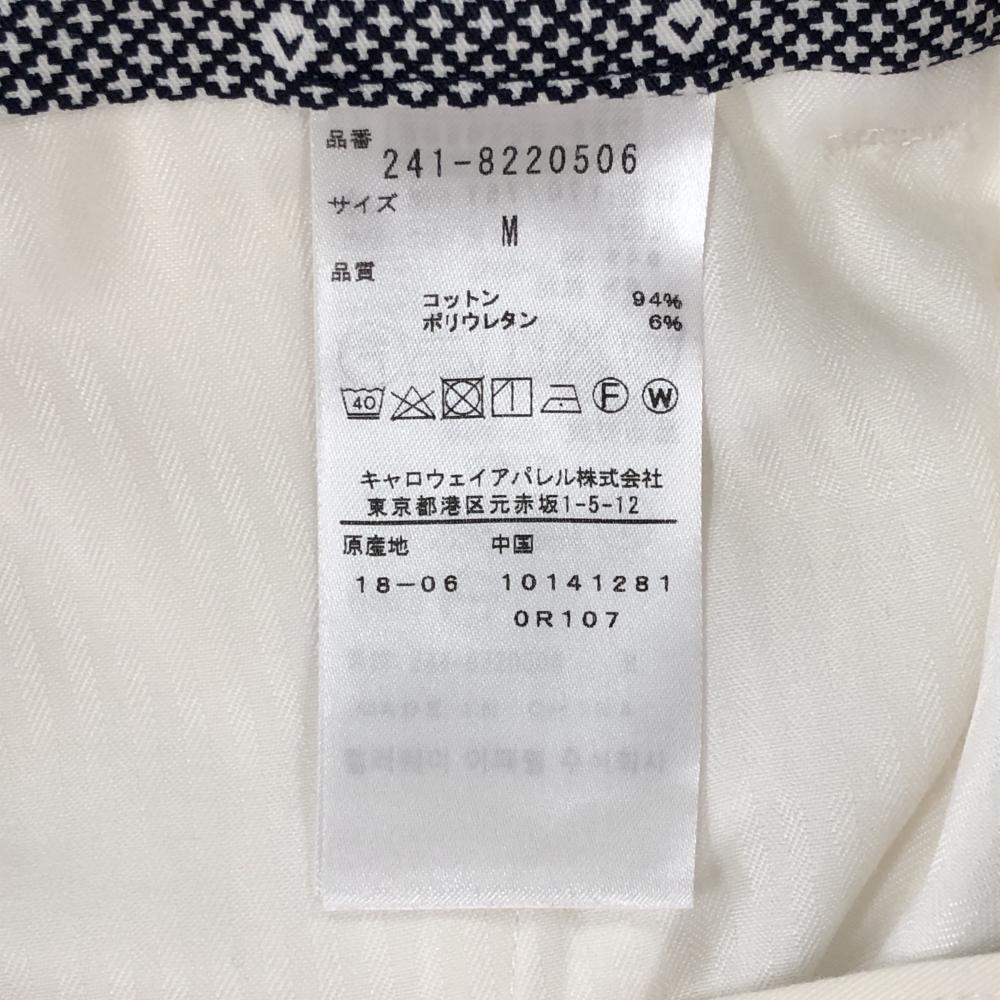 品番
241-8220506
サイズ
M
品質
コットン 94%
ポリウレタン 6%
40 F W
キャロウェイアパレル株式会社
東京都港区元赤坂1-5-12
原産地 中国
18-06 10141281
0R107